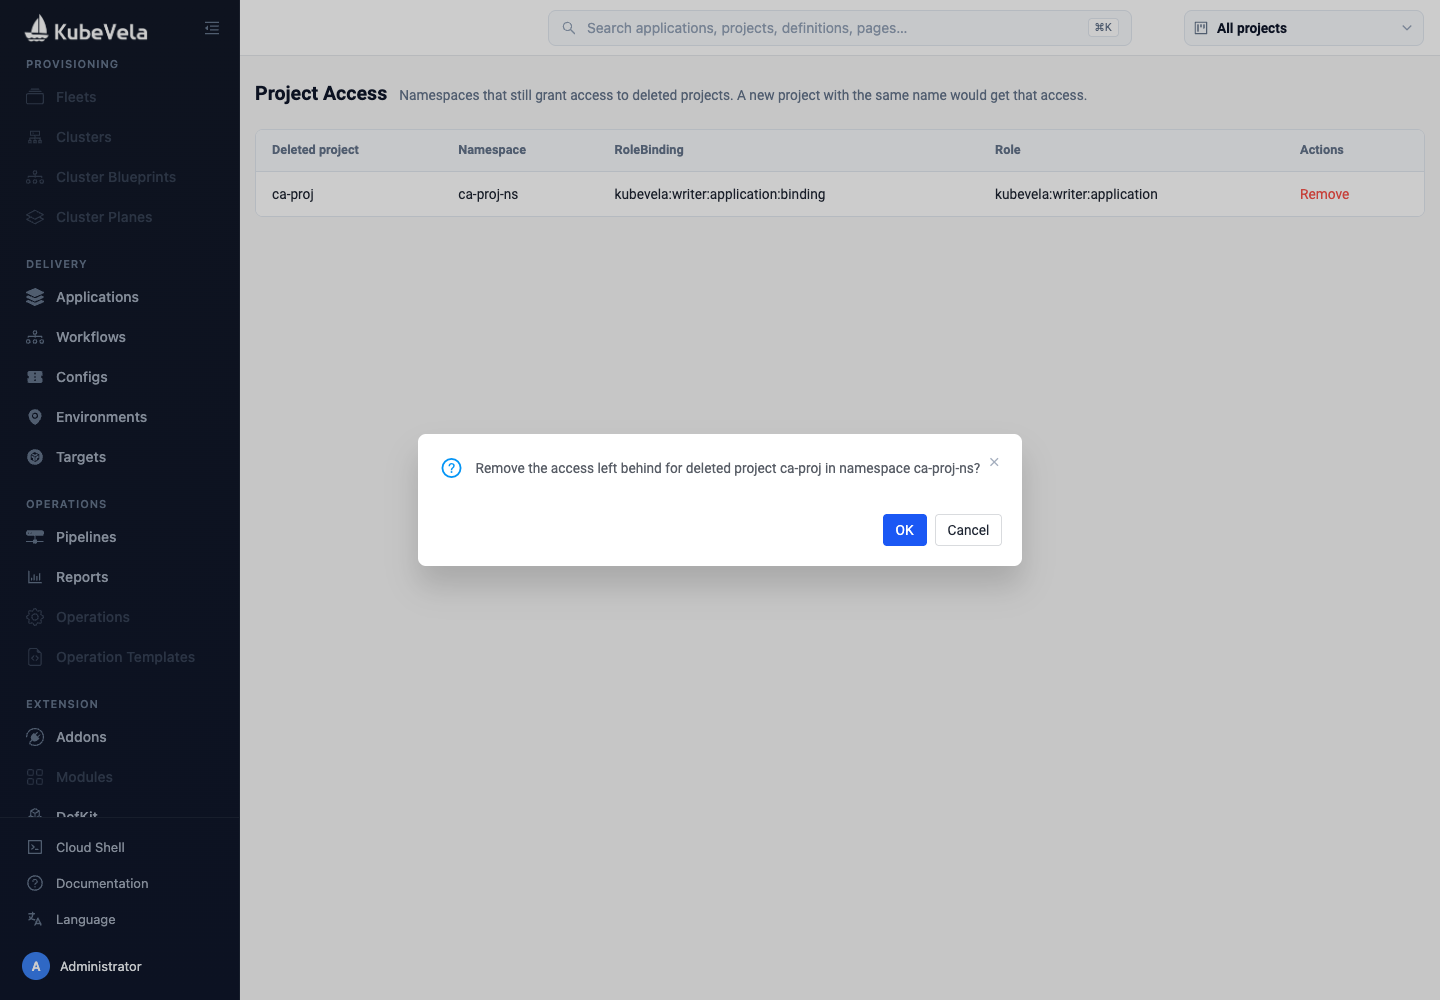 KubeVela
Search applications, projects, definitions, pages...
⌘K
All projects
PROVISIONING
Fleets
Clusters
Cluster Blueprints
Cluster Planes
DELIVERY
Applications
Workflows
Configs
Environments
Targets
OPERATIONS
Pipelines
Reports
Operations
Operation Templates
EXTENSION
Addons
Modules
DefKit
Cloud Shell
Documentation
Language
A Administrator
Project Access Namespaces that still grant access to deleted projects. A new project with the same name would get that access.
Deleted project Namespace RoleBinding Role Actions
ca-proj ca-proj-ns kubevela:writer:application:binding kubevela:writer:application Remove
Remove the access left behind for deleted project ca-proj in namespace ca-proj-ns?
OK Cancel